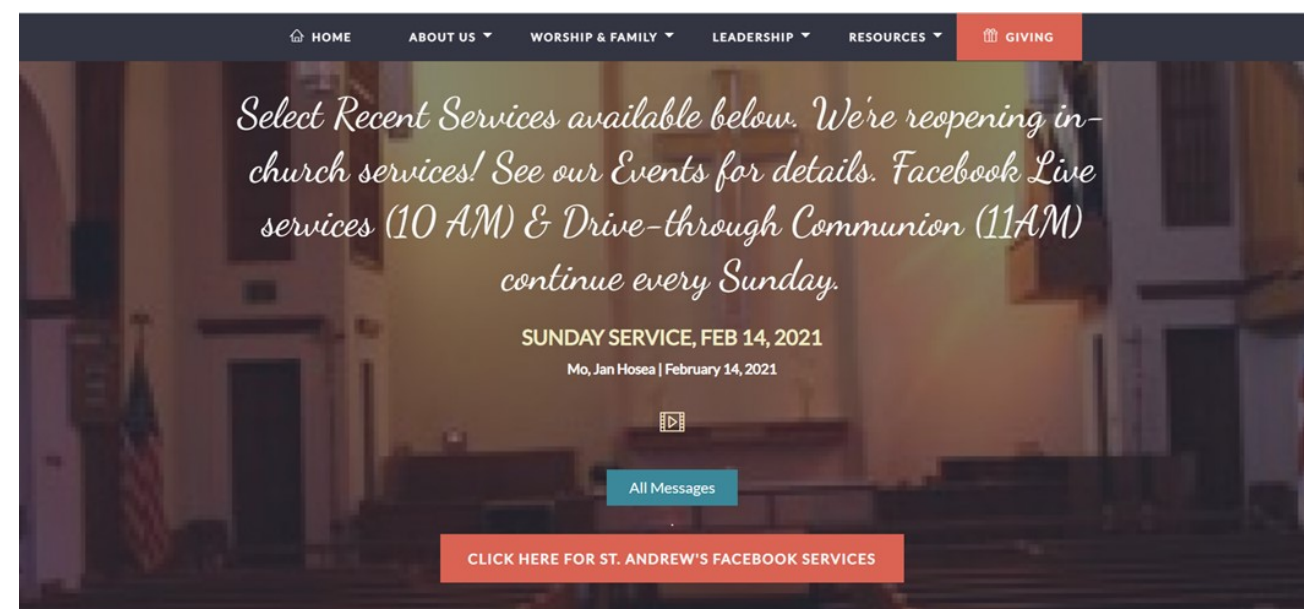 HOME ABOUT US WORSHIP & FAMILY LEADERSHIP RESOURCES GIVING
Select Recent Services available below. We're reopening in-
church services! See our Events for details. Facebook Live
services (10 AM) & Drive-through Communion (11AM)
continue every Sunday.
SUNDAY SERVICE, FEB 14, 2021
Mo, Jan Hosea | February 14, 2021
All Messages
CLICK HERE FOR ST. ANDREW'S FACEBOOK SERVICES